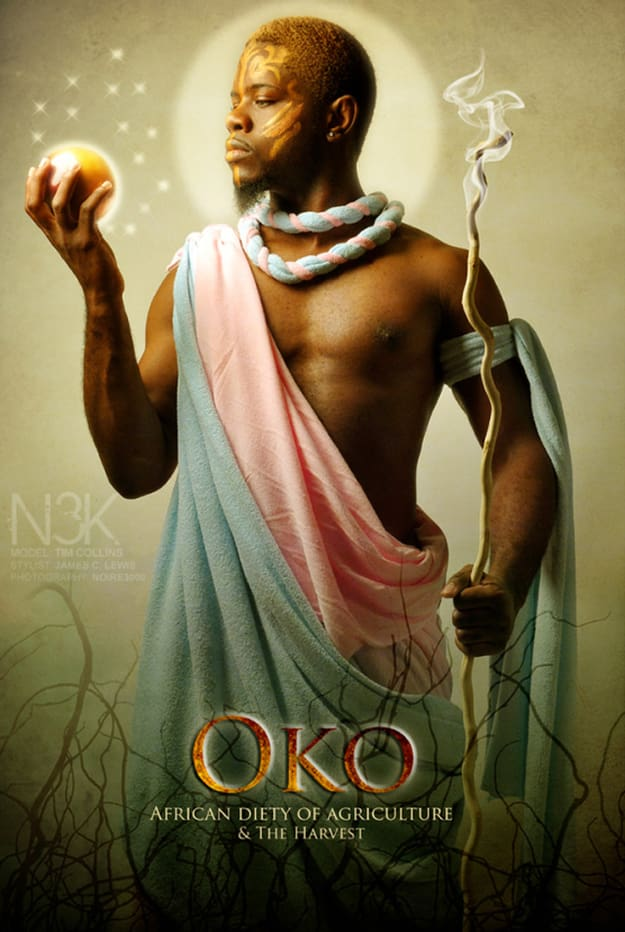 N3K
MODEL: TIM COLLINS
STYLIST: JAMES C. LEWIS
PHOTOGRAPHY: NOIRE3000
OKO
AFRICAN DIETY OF AGRICULTURE
& THE HARVEST